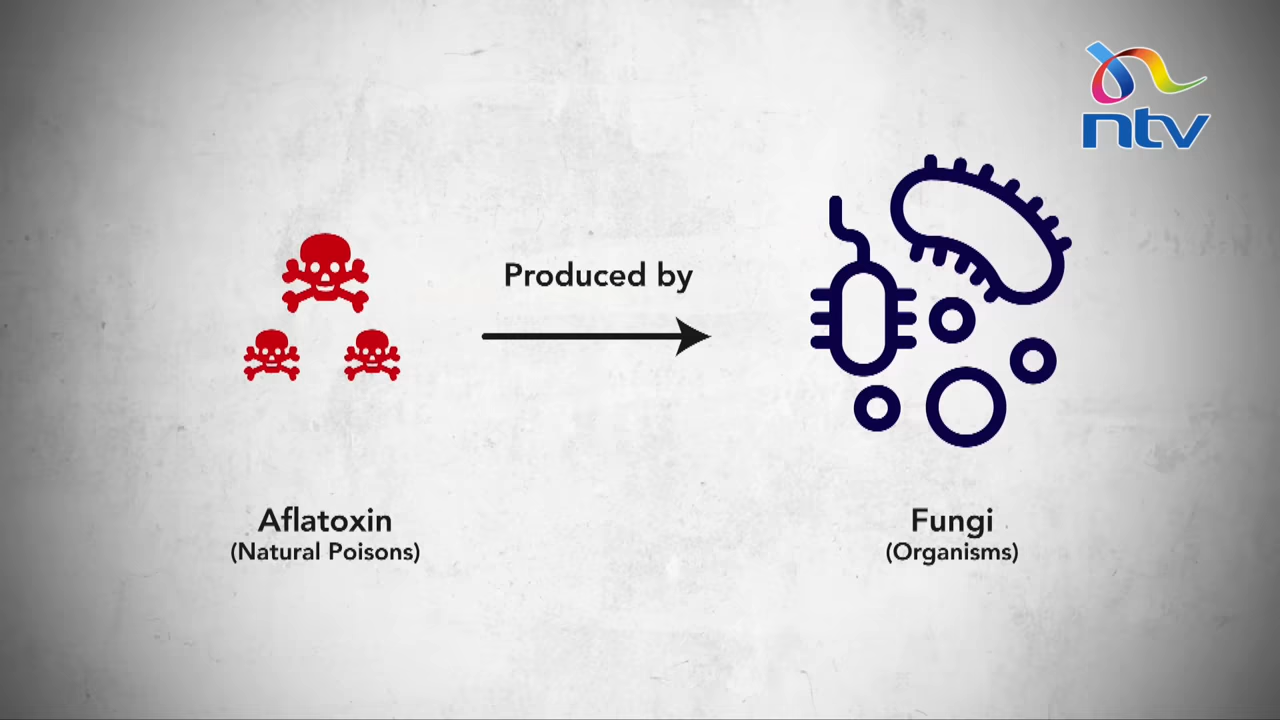 ntv
Produced by
Aflatoxin
(Natural Poisons)
Fungi
(Organisms)